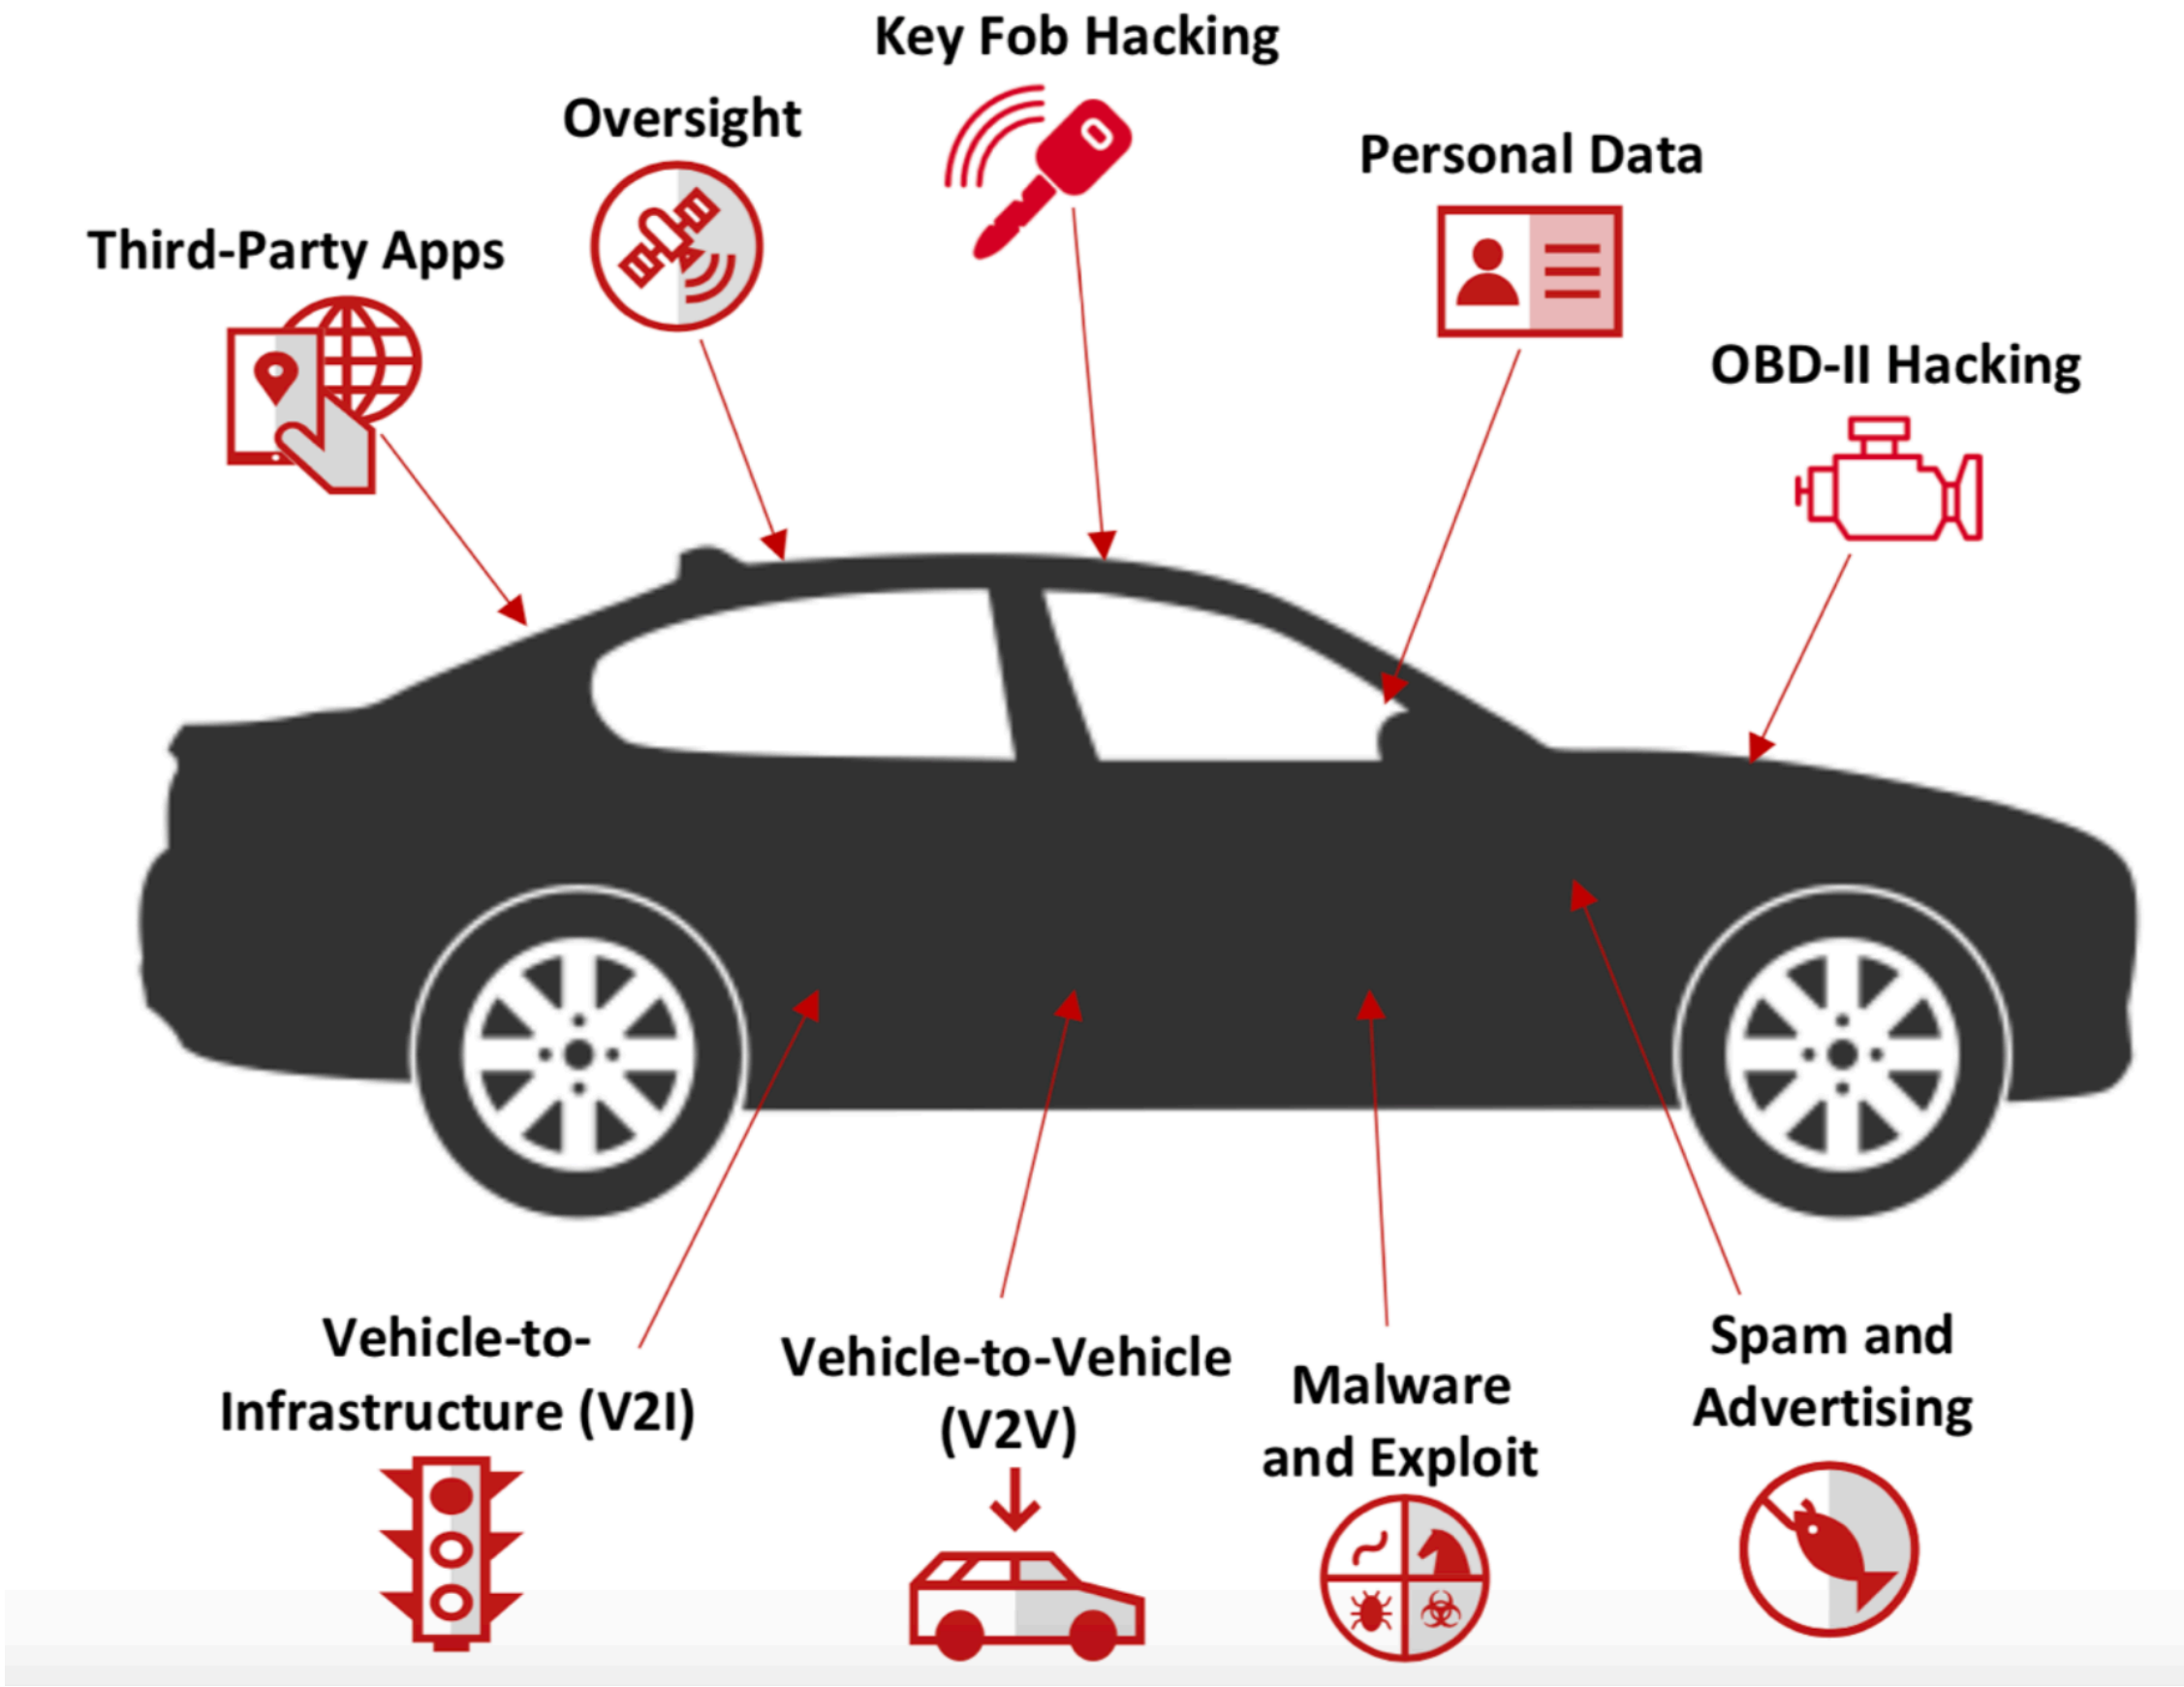 Key Fob Hacking
Oversight
Personal Data
Third-Party Apps
OBD-II Hacking
Vehicle-to-
Infrastructure (V2I)
Vehicle-to-Vehicle
(V2V)
Malware
and Exploit
Spam and
Advertising